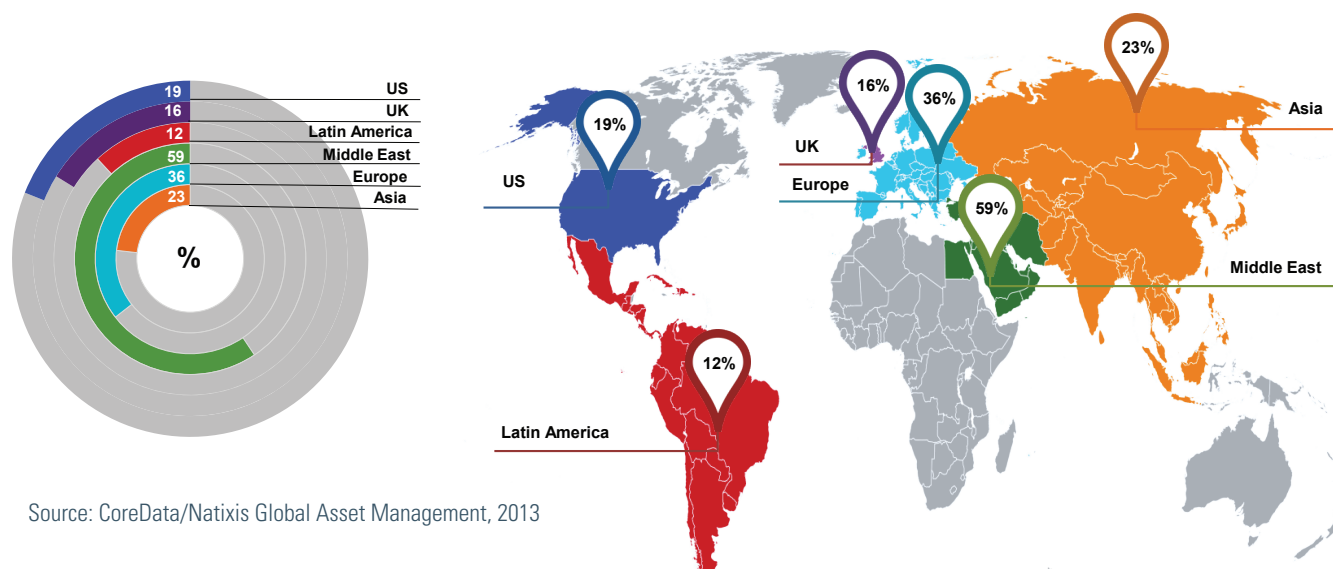 19 US
16 UK
12 Latin America
59 Middle East
36 Europe
23 Asia
%
23%
16%
36%
Asia
19%
UK
US
Europe
59%
Middle East
12%
Latin America
Source: CoreData/Natixis Global Asset Management, 2013